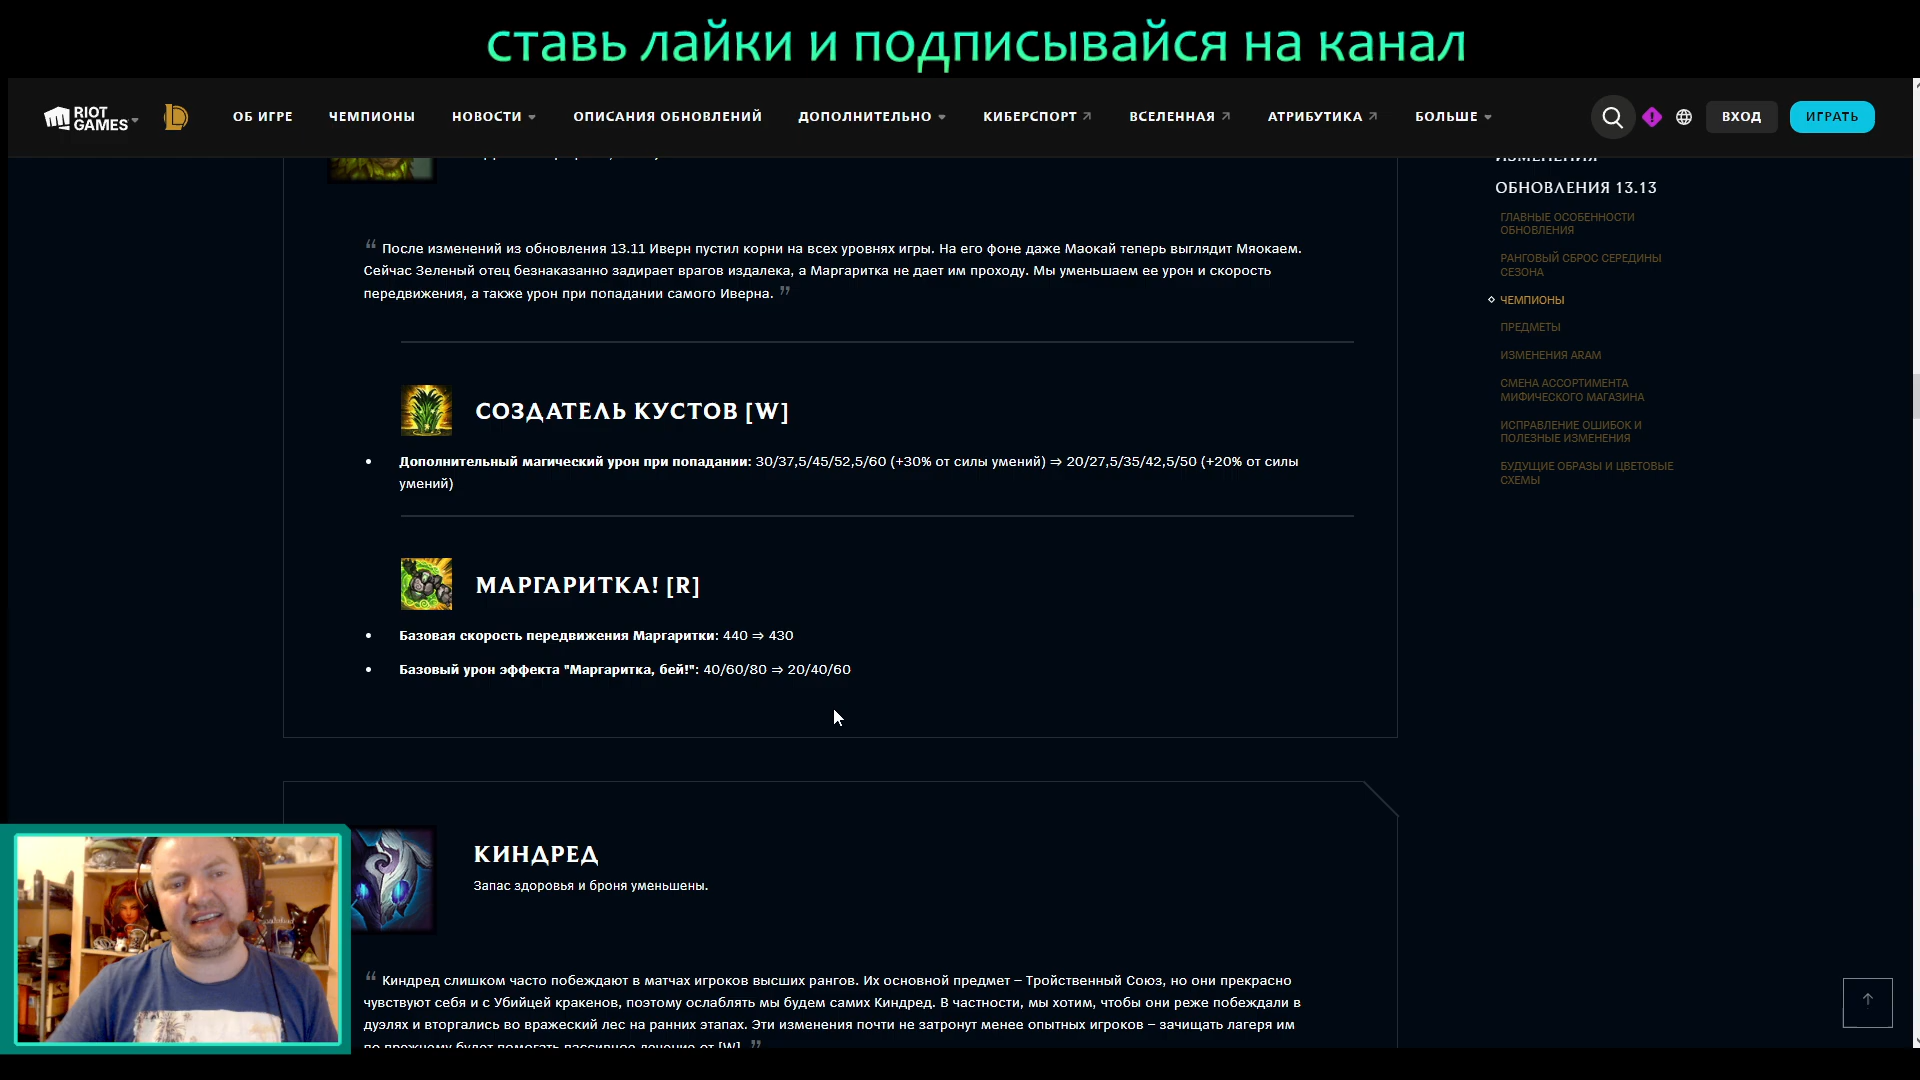 ставь лайки и подписывайся на канал
RIOT GAMES
ОБ ИГРЕ ЧЕМПИОНЫ НОВОСТИ ОПИСАНИЯ ОБНОВЛЕНИЙ ДОПОЛНИТЕЛЬНО КИБЕРСПОРТ ВСЕЛЕННАЯ АТРИБУТИКА БОЛЬШЕ ВХОД ИГРАТЬ
“ После изменений из обновления 13.11 Иверн пустил корни на всех уровнях игры. На его фоне даже Маокай теперь выглядит Мяокаем.
Сейчас Зеленый отец безнаказанно задирает врагов издалека, а Маргаритка не дает им проходу. Мы уменьшаем ее урон и скорость
передвижения, а также урон при попадании самого Иверна. ”
СОЗДАТЕЛЬ КУСТОВ [W]
• Дополнительный магический урон при попадании: 30/37,5/45/52,5/60 (+30% от силы умений) ⇒ 20/27,5/35/42,5/50 (+20% от силы
умений)
МАРГАРИТКА! [R]
• Базовая скорость передвижения Маргаритки: 440 ⇒ 430
• Базовый урон эффекта "Маргаритка, бей!": 40/60/80 ⇒ 20/40/60
КИНДРЕД
Запас здоровья и броня уменьшены.
“ Киндред слишком часто побеждают в матчах игроков высших рангов. Их основной предмет – Тройственный Союз, но они прекрасно
чувствуют себя и с Убийцей кракенов, поэтому ослаблять мы будем самих Киндред. В частности, мы хотим, чтобы они реже побеждали в
дуэлях и вторгались во вражеский лес на ранних этапах. Эти изменения почти не затронут менее опытных игроков – зачищать лагеря им
по-прежнему будет помогать пассивное лечение от [W]. ”
ИЗМЕНЕНИЯ
ОБНОВЛЕНИЯ 13.13
ГЛАВНЫЕ ОСОБЕННОСТИ
ОБНОВЛЕНИЯ
РАНГОВЫЙ СБРОС СЕРЕДИНЫ
СЕЗОНА
ЧЕМПИОНЫ
ПРЕДМЕТЫ
ИЗМЕНЕНИЯ ARAM
СМЕНА АССОРТИМЕНТА
МИФИЧЕСКОГО МАГАЗИНА
ИСПРАВЛЕНИЕ ОШИБОК И
ПОЛЕЗНЫЕ ИЗМЕНЕНИЯ
БУДУЩИЕ ОБРАЗЫ И ЦВЕТОВЫЕ
СХЕМЫ